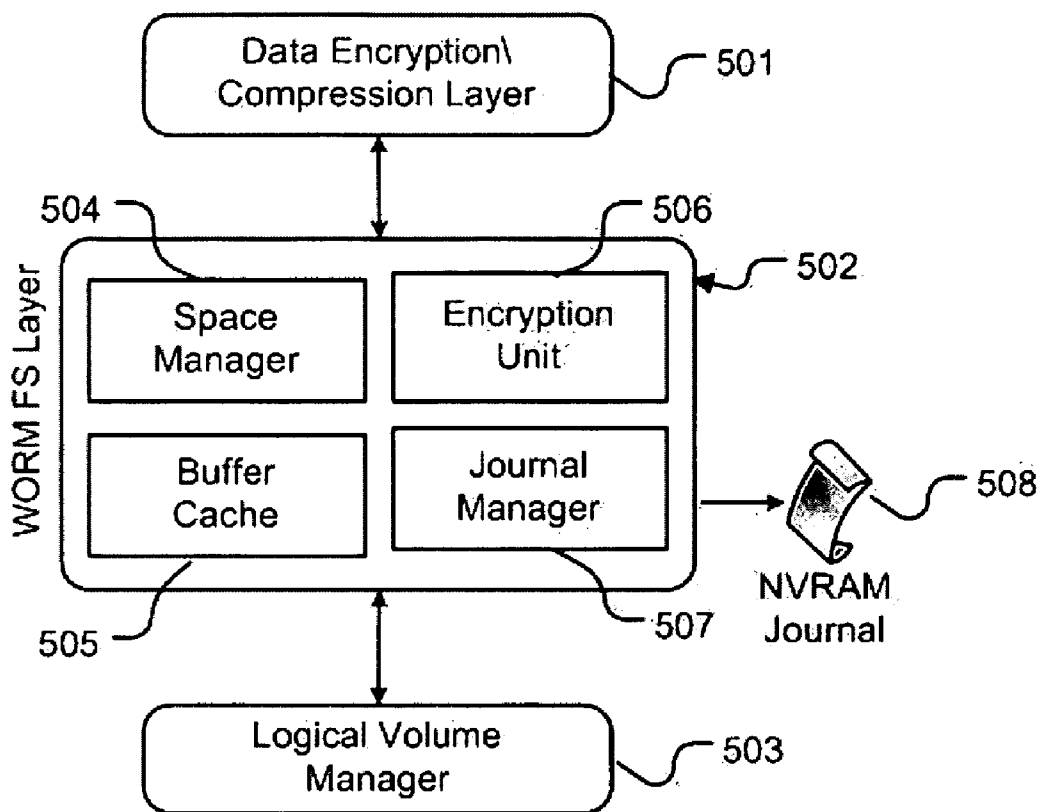 Data Encryption\
Compression Layer
501
504
506
502
WORM FS Layer
Space
Manager
Encryption
Unit
Buffer
Cache
Journal
Manager
508
NVRAM
Journal
505
507
Logical Volume
Manager
503